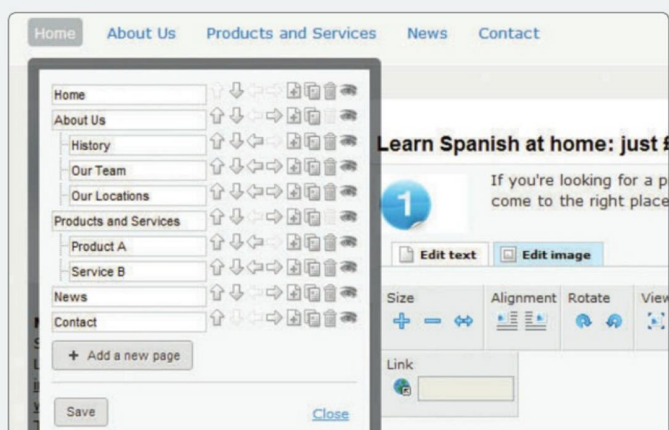 Home About Us Products and Services News Contact
Home
About Us
History
Our Team
Our Locations
Products and Services
Product A
Service B
News
Contact
+ Add a new page
Save Close
Learn Spanish at home: just
If you're looking for a
come to the right place
1
Edit text Edit image
Size Alignment Rotate View
Link